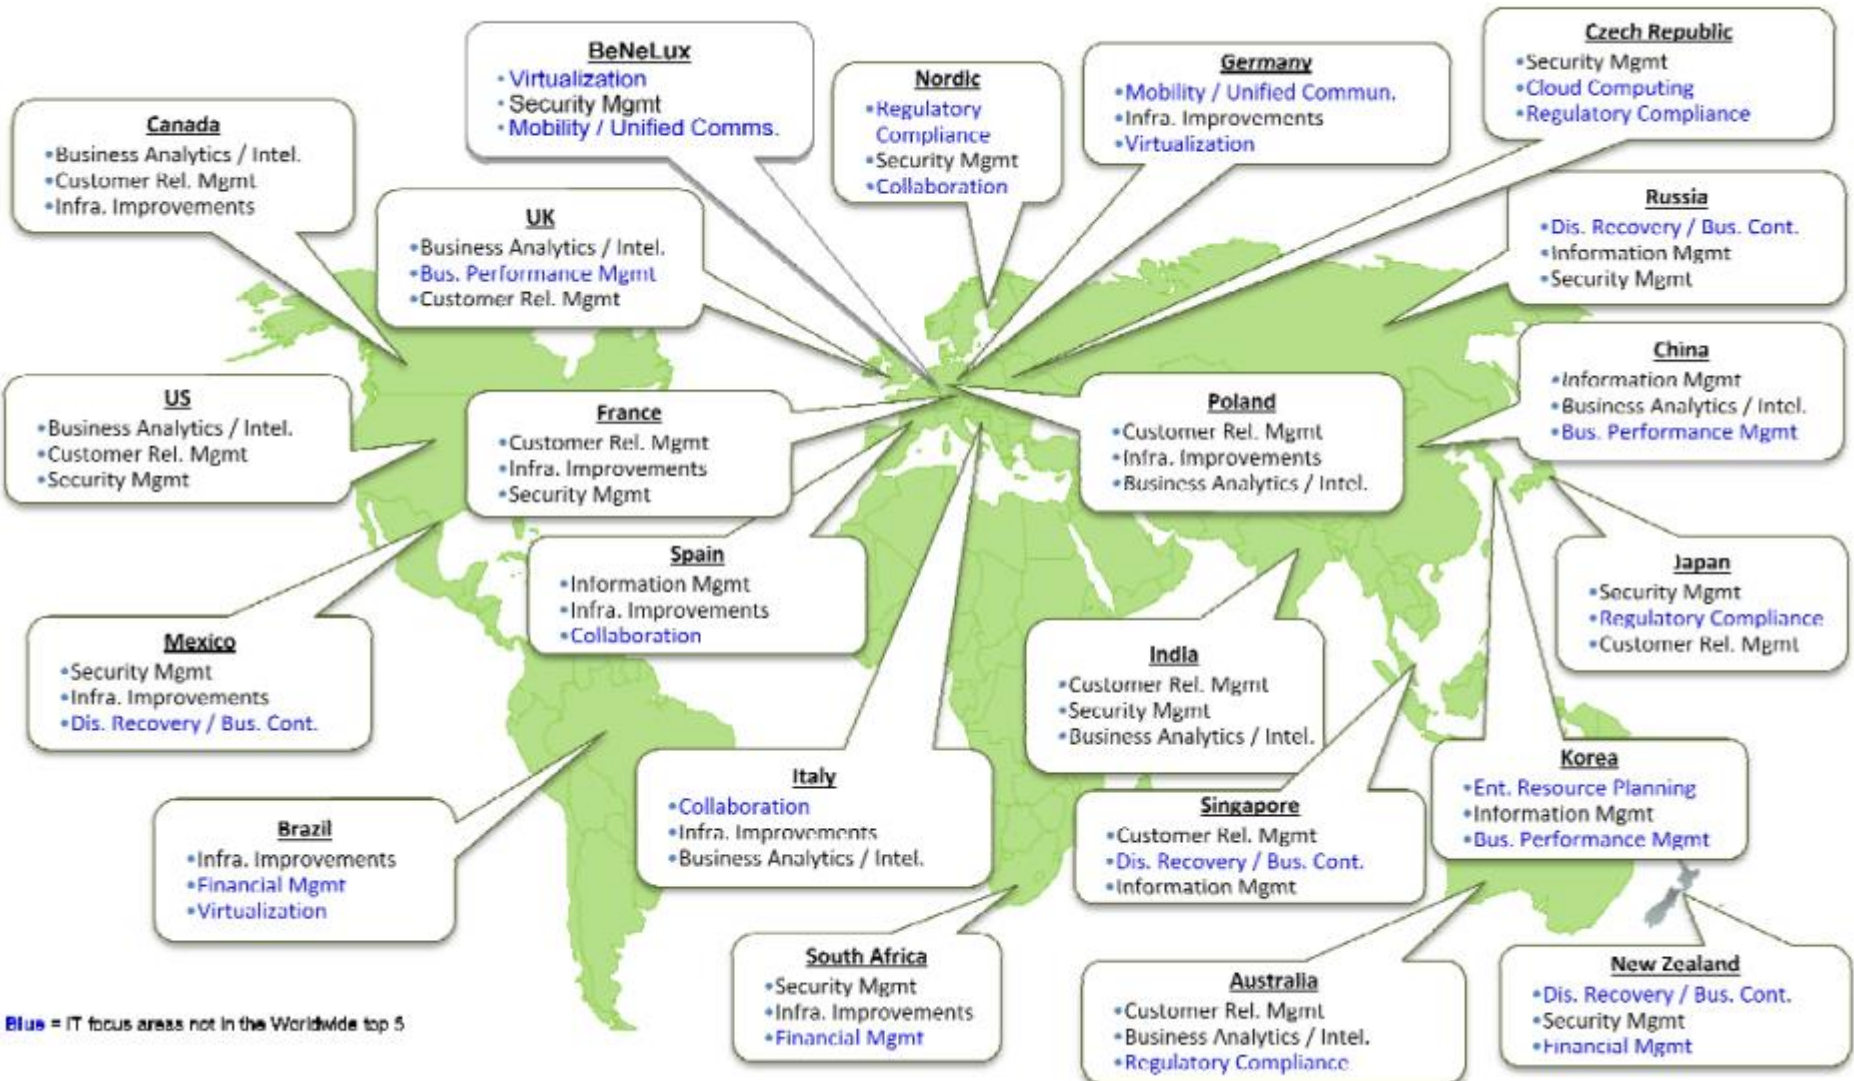 BeNeLux
• Virtualization
• Security Mgmt
• Mobility / Unified Comms.
Nordic
•Regulatory
Compliance
•Security Mgmt
•Collaboration
Germany
•Mobility / Unified Commun.
•Infra. Improvements
•Virtualization
Czech Republic
•Security Mgmt
•Cloud Computing
•Regulatory Compliance
Canada
•Business Analytics / Intel.
•Customer Rel. Mgmt
•Infra. Improvements
UK
•Business Analytics / Intel.
•Bus. Performance Mgmt
•Customer Rel. Mgmt
Russia
•Dis. Recovery / Bus. Cont.
•Information Mgmt
•Security Mgmt
US
•Business Analytics / Intel.
•Customer Rel. Mgmt
•Security Mgmt
France
•Customer Rel. Mgmt
•Infra. Improvements
•Security Mgmt
Poland
•Customer Rel. Mgmt
•Infra. Improvements
•Business Analytics / Intel.
China
•Information Mgmt
•Business Analytics / Intel.
•Bus. Performance Mgmt
Spain
•Information Mgmt
•Infra. Improvements
•Collaboration
Japan
•Security Mgmt
•Regulatory Compliance
•Customer Rel. Mgmt
Mexico
•Security Mgmt
•Infra. Improvements
•Dis. Recovery / Bus. Cont.
India
•Customer Rel. Mgmt
•Security Mgmt
•Business Analytics / Intel.
Italy
•Collaboration
•Infra. Improvements
•Business Analytics / Intel.
Korea
•Ent. Resource Planning
•Information Mgmt
•Bus. Performance Mgmt
Brazil
•Infra. Improvements
•Financial Mgmt
•Virtualization
Singapore
•Customer Rel. Mgmt
•Dis. Recovery / Bus. Cont.
•Information Mgmt
South Africa
•Security Mgmt
•Infra. Improvements
•Financial Mgmt
Australia
•Customer Rel. Mgmt
•Business Analytics / Intel.
•Regulatory Compliance
New Zealand
•Dis. Recovery / Bus. Cont.
•Security Mgmt
•Financial Mgmt
Blue = IT focus areas not in the Worldwide top 5